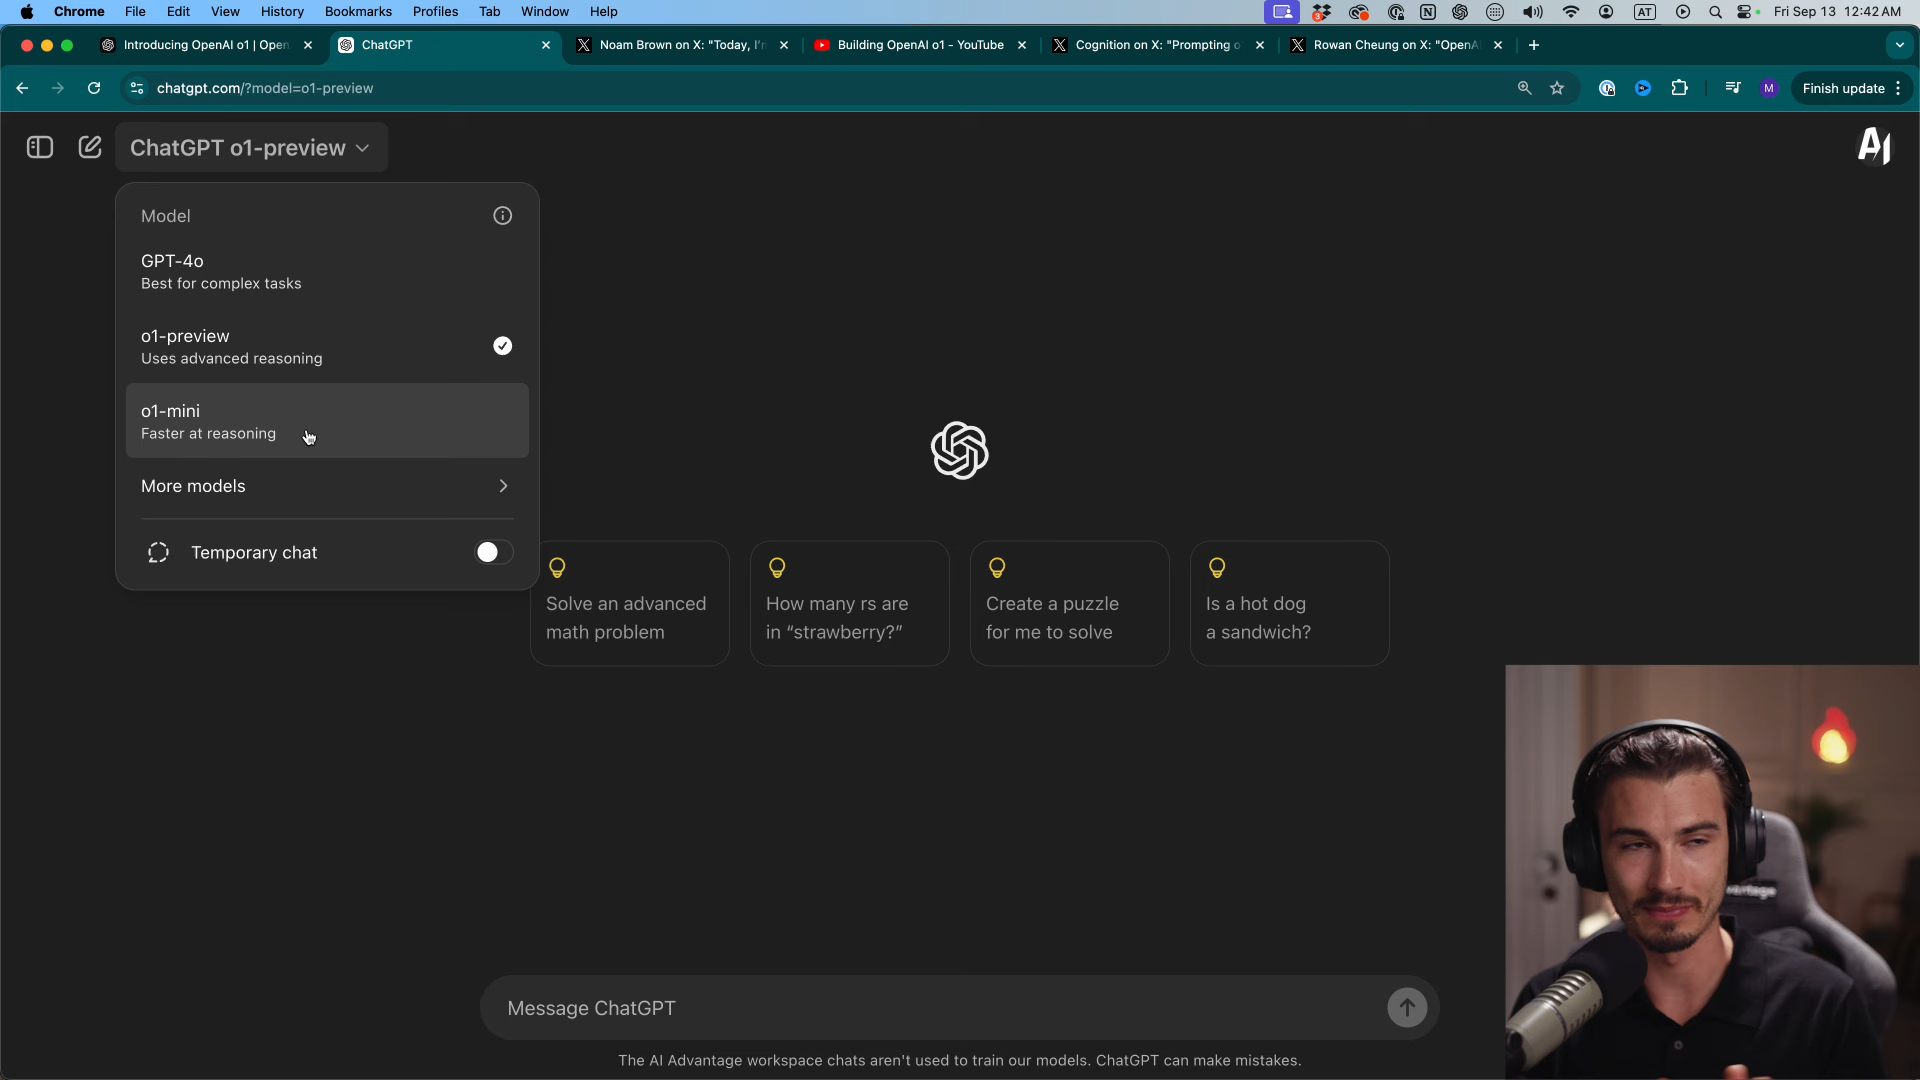 Chrome File Edit View History Bookmarks Profiles Tab Window Help
3 AT Fri Sep 13 12:42 AM
Introducing OpenAI o1 | Open
ChatGPT
Noam Brown on X: "Today, I'm
Building OpenAI o1 - YouTube
Cognition on X: "Prompting o
Rowan Cheung on X: "OpenAI
chatgpt.com/?model=o1-preview
M
Finish update
ChatGPT o1-preview
AI
Model
GPT-4o
Best for complex tasks
o1-preview
Uses advanced reasoning
o1-mini
Faster at reasoning
More models
Temporary chat
Solve an advanced
math problem
How many rs are
in “strawberry?”
Create a puzzle
for me to solve
Is a hot dog
a sandwich?
Message ChatGPT
The AI Advantage workspace chats aren't used to train our models. ChatGPT can make mistakes.